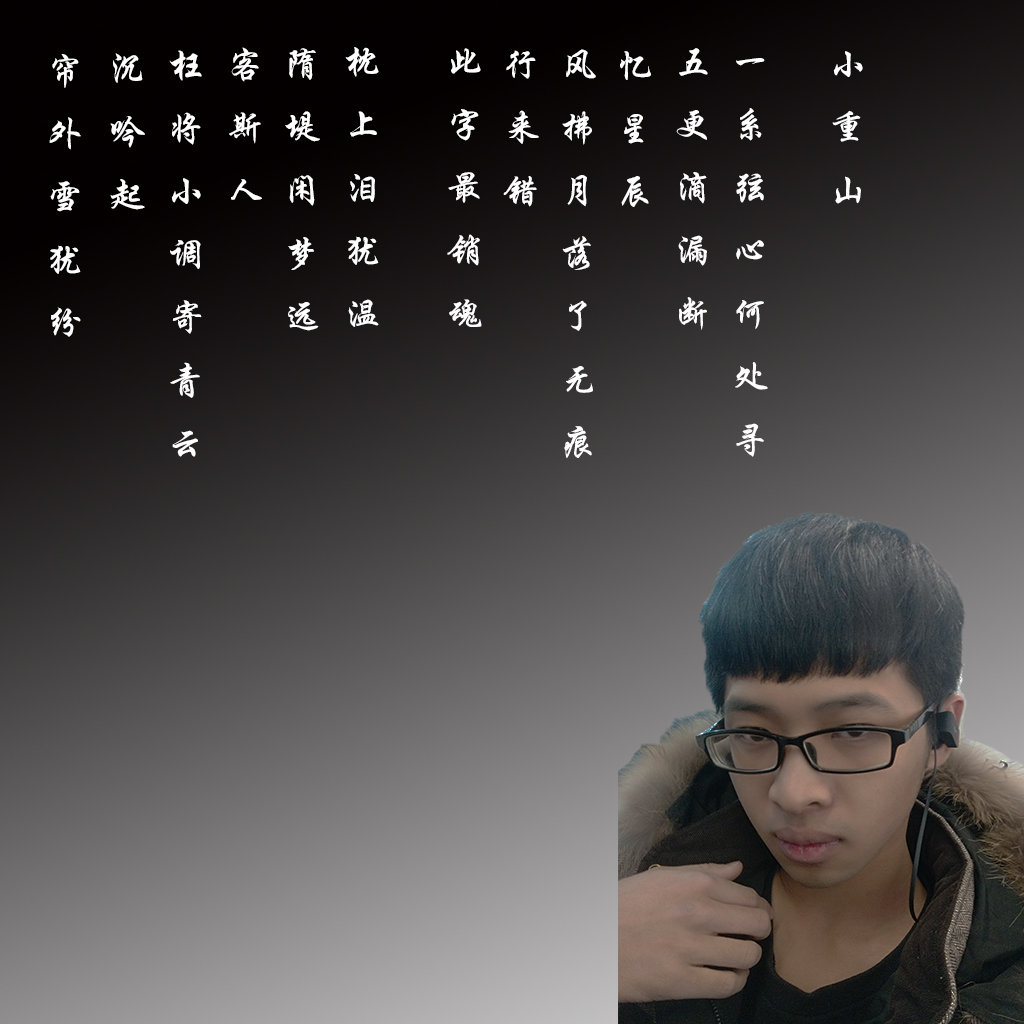 小重山
一系弦心何处寻
五更滴漏断
忆星辰
风拂月落了无痕
行来错
此字最销魂
枕上泪犹温
隋堤闲梦远
客斯人
枉将小调寄青云
沉吟起
帘外雪犹纷